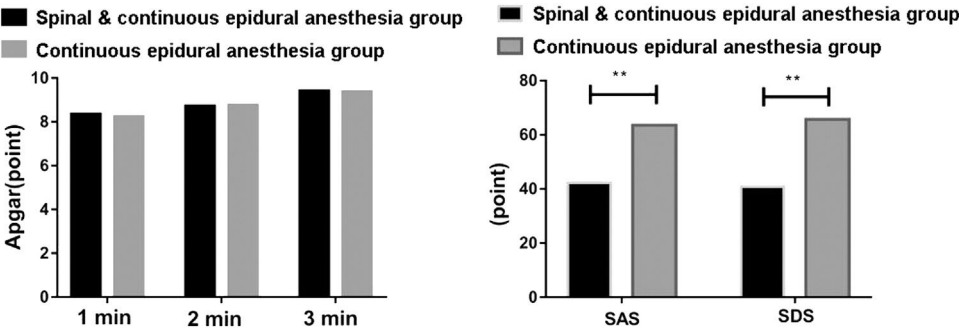 Spinal & continuous epidural anesthesia group
Continuous epidural anesthesia group
Apgar(point)
10
8
6
4
2
0
1 min 2 min 3 min
Spinal & continuous epidural anesthesia group
Continuous epidural anesthesia group
(point)
80
60
40
20
0
** **
SAS SDS